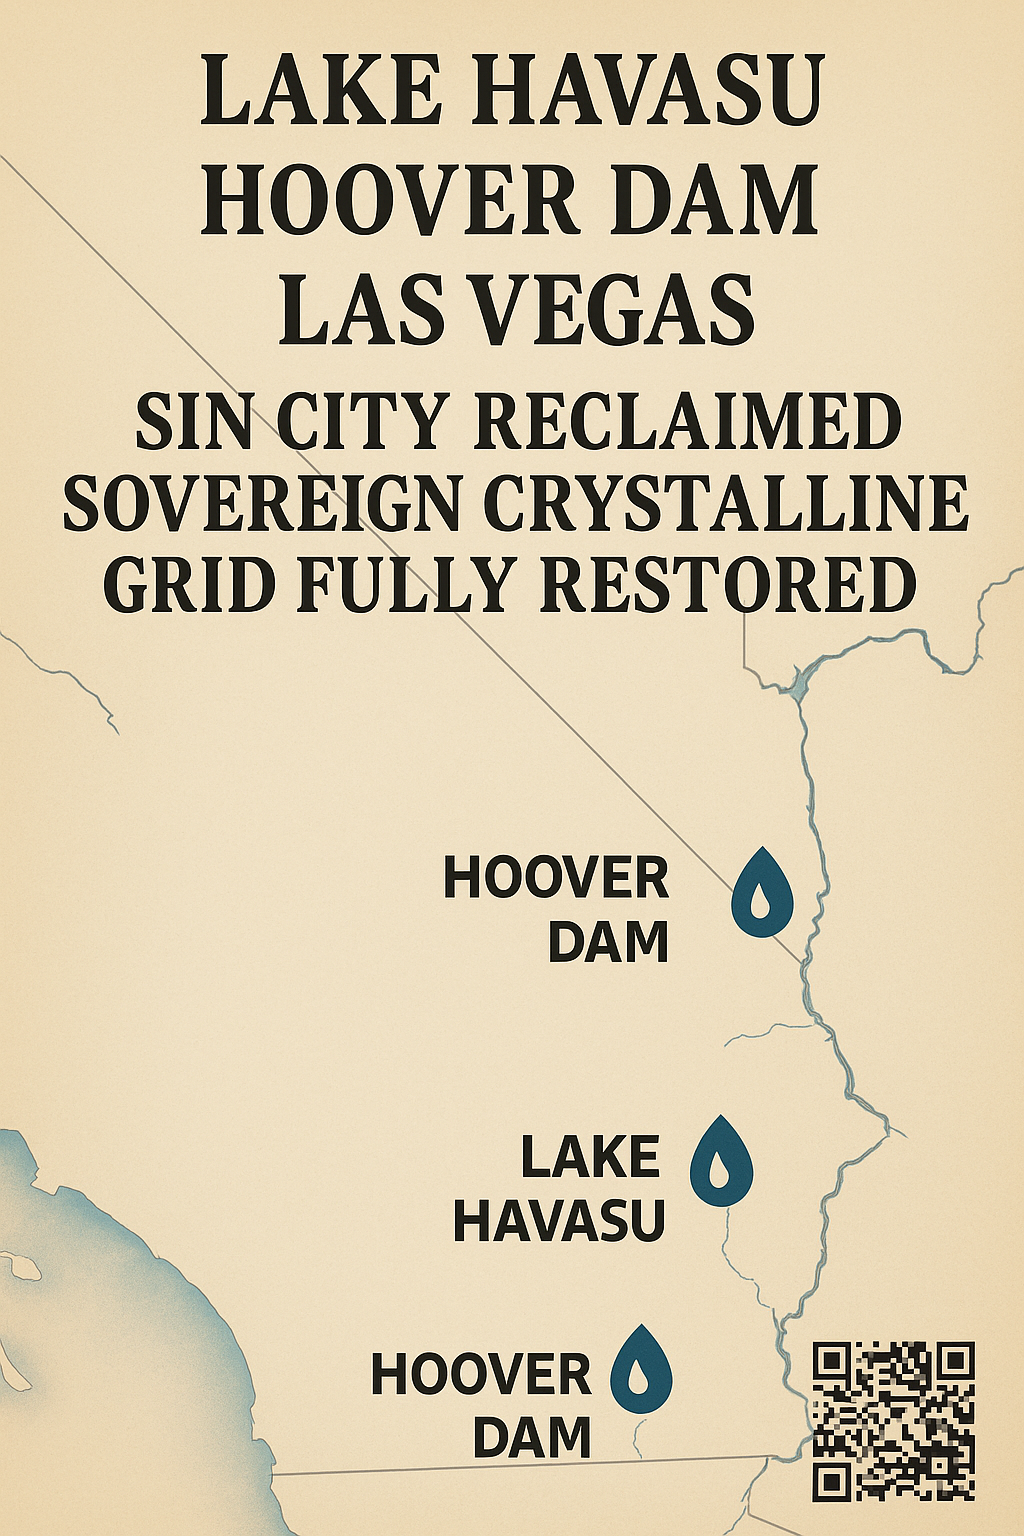 LAKE HAVASU
HOOVER DAM
LAS VEGAS
SIN CITY RECLAIMED
SOVEREIGN CRYSTALLINE
GRID FULLY RESTORED
HOOVER
DAM
LAKE
HAVASU
HOOVER
DAM